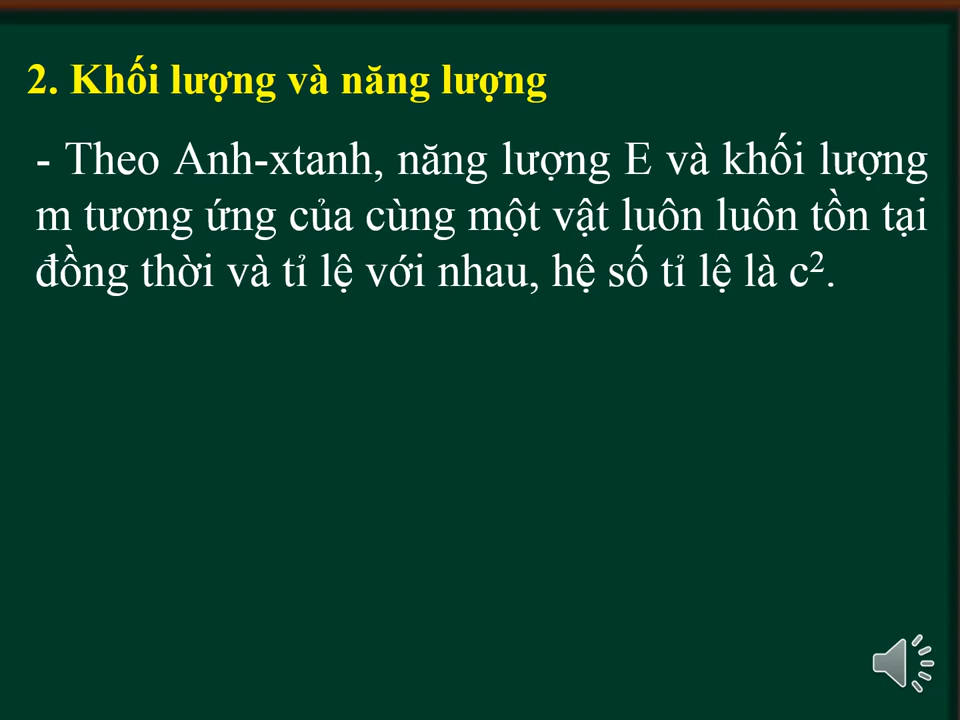 2. Khối lượng và năng lượng
- Theo Anh-xtanh, năng lượng E và khối lượng
m tương ứng của cùng một vật luôn luôn tồn tại
đồng thời và tỉ lệ với nhau, hệ số tỉ lệ là c².